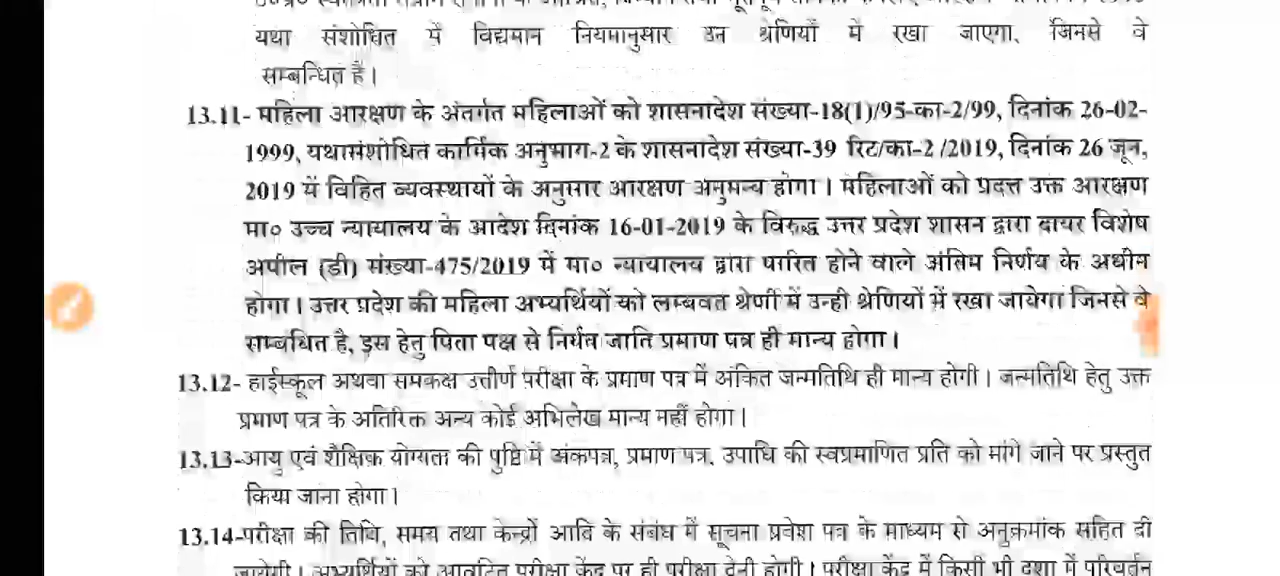 यथा संशोधित में विद्यमान नियमानुसार उन श्रेणियों में रखा जाएगा, जिनसे वे
सम्बन्धित है।
13.11- महिला आरक्षण के अंतर्गत महिलाओं को शासनादेश संख्या-18(1)/95-का-2/99, दिनांक 26-02-
1999, यथासंशोधित कार्मिक अनुभाग-2 के शासनादेश संख्या-39 रिट/का-2 /2019, दिनांक 26 जून,
2019 में विहित व्यवस्थायों के अनुसार आरक्षण अनुमन्य होगा। महिलाओं को प्रदत्त उक्त आरक्षण
मा० उच्च न्यायालय के आदेश दिनांक 16-01-2019 के विरुद्ध उत्तर प्रदेश शासन द्वारा दायर विशेष
अपील (डी) संख्या-475/2019 में मा० न्यायालय द्वारा पारित होने वाले अंतिम निर्णय के अधीन
होगा। उत्तर प्रदेश की महिला अभ्यर्थियों को लम्बवत श्रेणी में उन्ही श्रेणियों में रखा जायेगा जिनसे वे
सम्बंधित है, इस हेतु पिता पक्ष से निर्गत जाति प्रमाण पत्र ही मान्य होगा।
13.12- हाईस्कूल अथवा समकक्ष उत्तीर्ण परीक्षा के प्रमाण पत्र में अंकित जन्मतिथि ही मान्य होगी। जन्मतिथि हेतु उक्त
प्रमाण पत्र के अतिरिक्त अन्य कोई अभिलेख मान्य नहीं होगा।
13.13-आयु एवं शैक्षिक योग्यता की पुष्टि में अंकपत्र, प्रमाण पत्र, उपाधि की स्वप्रमाणित प्रति को मांगे जाने पर प्रस्तुत
किया जाना होगा।
13.14-परीक्षा की तिथि, समय तथा केन्द्रों आदि के संबंध में सूचना प्रवेश पत्र के माध्यम से अनुक्रमांक सहित दी
जायेगी। अभ्यर्थियों को आवंटित परीक्षा केंद्र पर ही परीक्षा देनी होगी। परीक्षा केंद्र में किसी भी दशा में परिवर्तन